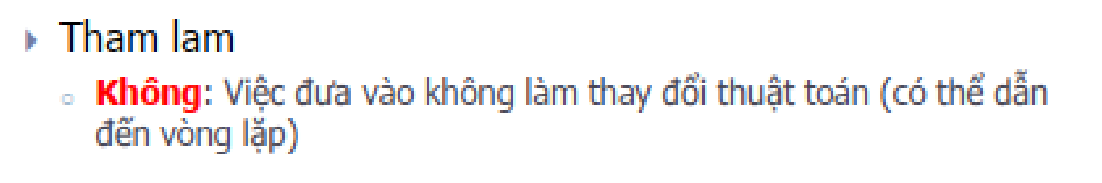 Tham lam
Không: Việc đưa vào không làm thay đổi thuật toán (có thể dẫn
đến vòng lặp)